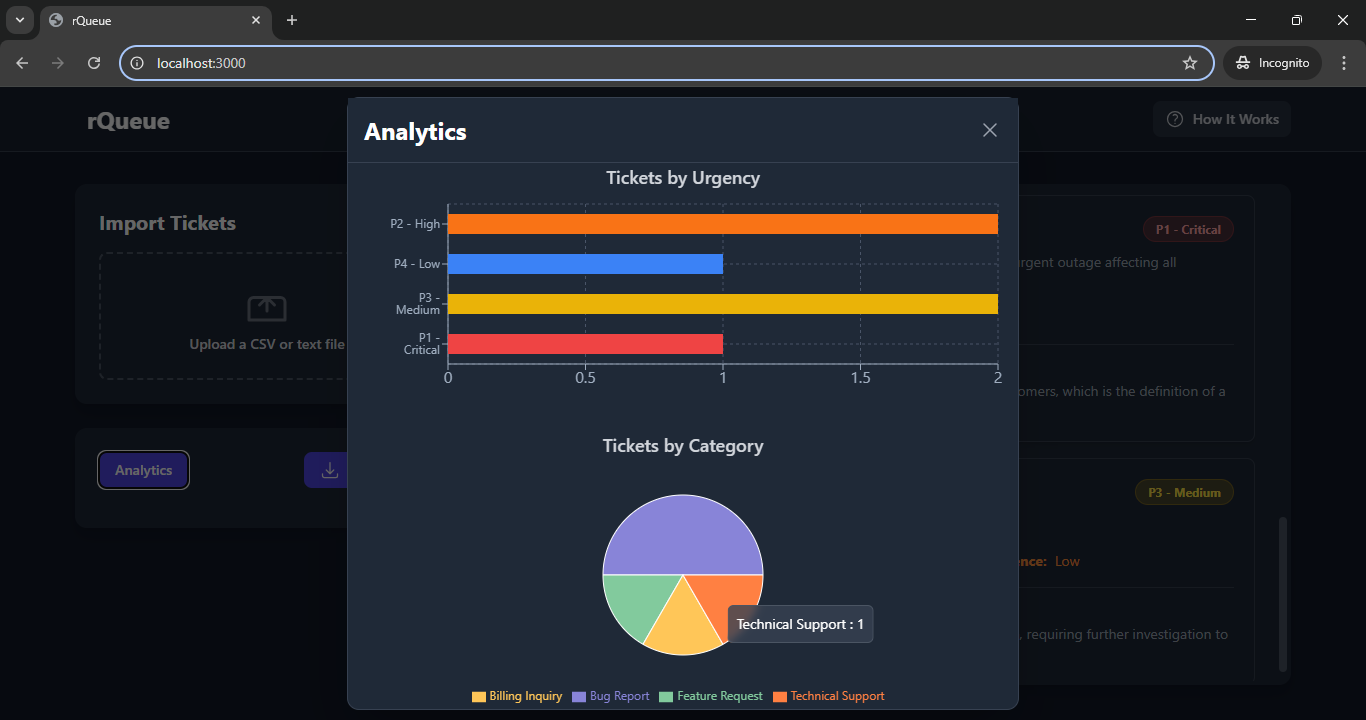 rQueue
localhost:3000
Incognito
rQueue
How It Works
Import Tickets
Upload a CSV or text file
Analytics
Analytics
Tickets by Urgency
P2 - High
P4 - Low
P3 -
Medium
P1 -
Critical
0 0.5 1 1.5 2
Tickets by Category
Technical Support : 1
Billing Inquiry Bug Report Feature Request Technical Support
P1 - Critical
urgent outage affecting all
which is the definition of a
P3 - Medium
Low
, requiring further investigation to